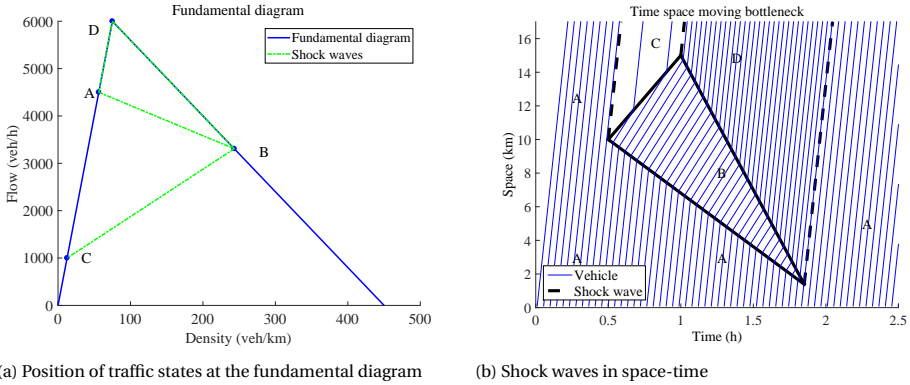 Fundamental diagram
6000
5000
4000
3000
2000
1000
0
Flow (veh/h)
D
A
B
C
Fundamental diagram
Shock waves
0
100
200
300
400
500
Density (veh/km)
(a) Position of traffic states at the fundamental diagram
Time space moving bottleneck
16
14
12
10
8
6
4
2
0
Space (km)
C
D
A
B
A
A
A
Vehicle
Shock wave
0
0.5
1
1.5
2
2.5
Time (h)
(b) Shock waves in space-time